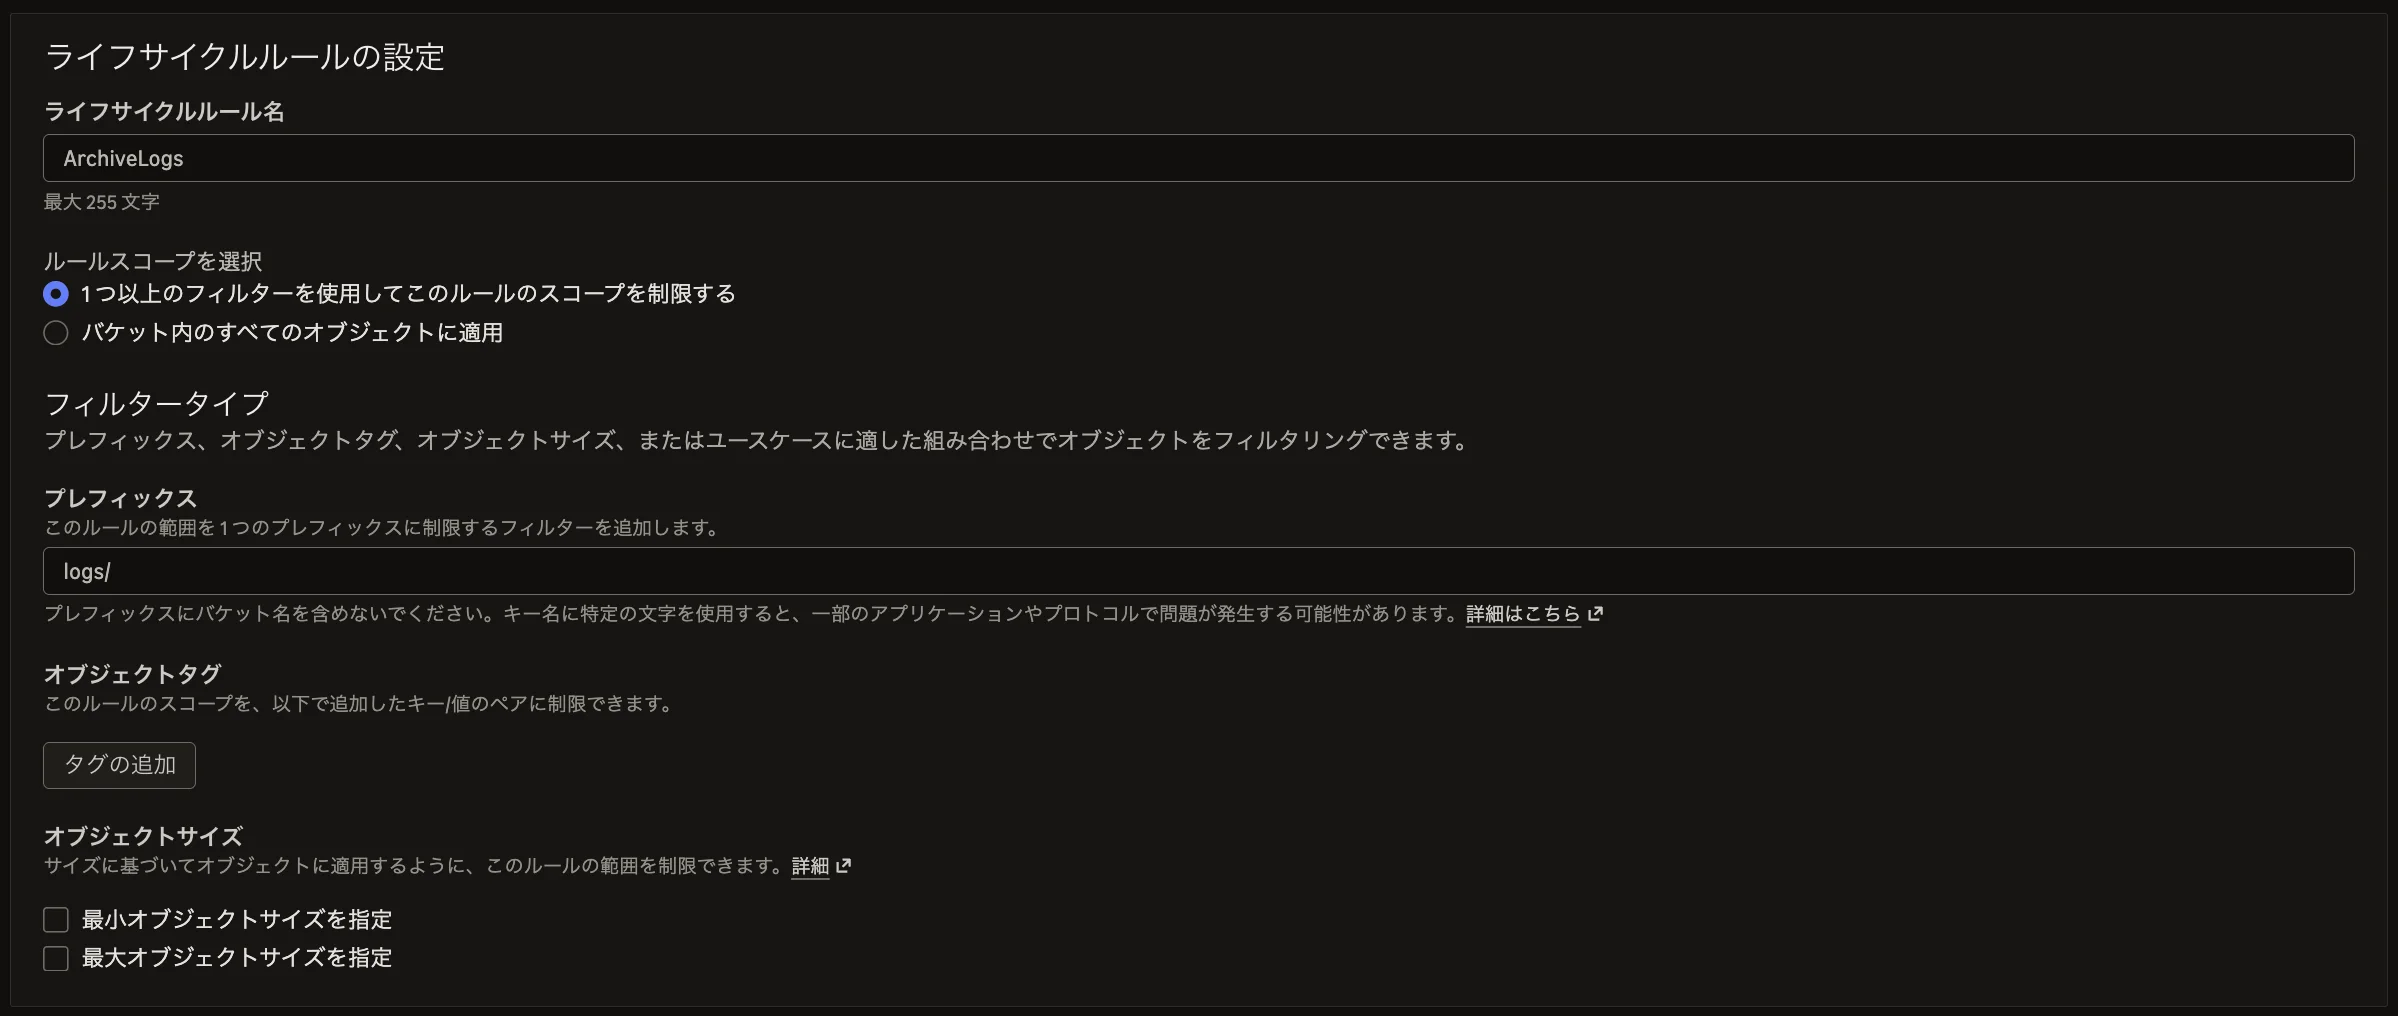 ライフサイクルルールの設定
ライフサイクルルール名
ArchiveLogs
最大 255 文字
ルールスコープを選択
1 つ以上のフィルターを使用してこのルールのスコープを制限する
バケット内のすべてのオブジェクトに適用
フィルタータイプ
プレフィックス、オブジェクトタグ、オブジェクトサイズ、またはユースケースに適した組み合わせでオブジェクトをフィルタリングできます。
プレフィックス
このルールの範囲を 1 つのプレフィックスに制限するフィルターを追加します。
logs/
プレフィックスにバケット名を含めないでください。キー名に特定の文字を使用すると、一部のアプリケーションやプロトコルで問題が発生する可能性があります。詳細はこちら
オブジェクトタグ
このルールのスコープを、以下で追加したキー/値のペアに制限できます。
タグの追加
オブジェクトサイズ
サイズに基づいてオブジェクトに適用するように、このルールの範囲を制限できます。詳細
最小オブジェクトサイズを指定
最大オブジェクトサイズを指定